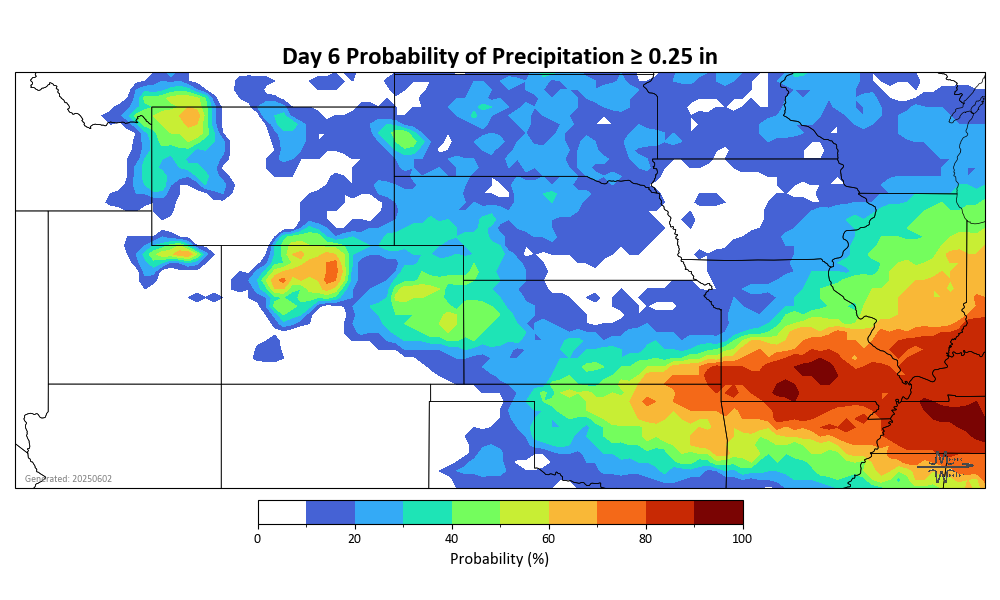 Day 6 Probability of Precipitation ≥ 0.25 in
Generated: 20250602
0 20 40 60 80 100
Probability (%)